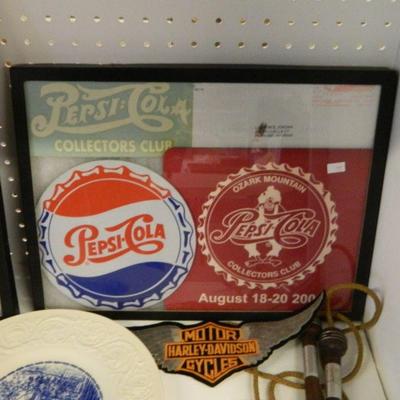 PEPSI:COLA
COLLECTORS CLUB
PEPSI-COLA
OZARK MOUNTAIN
PEPSI:COLA
COLLECTORS CLUB
August 18-20 200
MOTOR
HARLEY-DAVIDSON
CYCLES